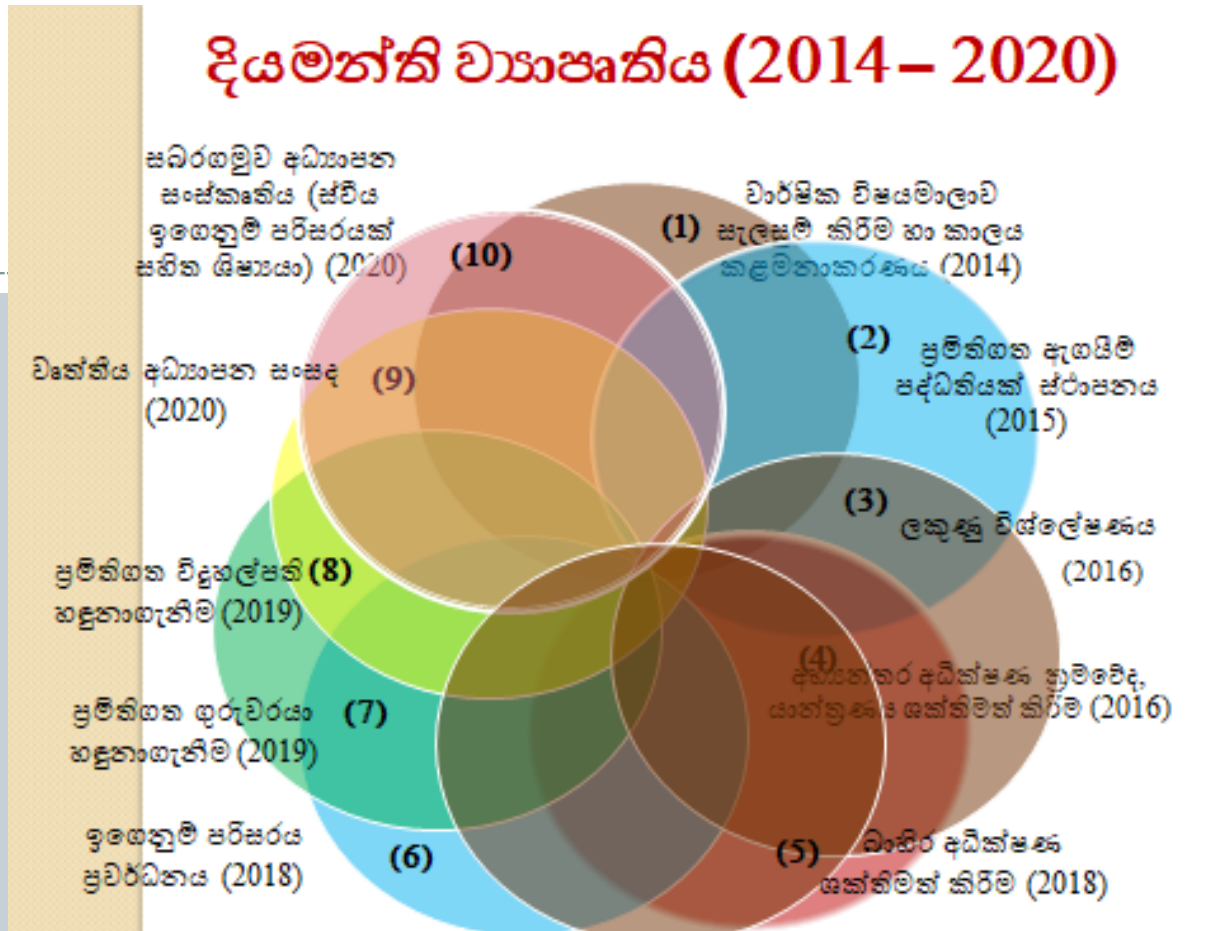 දියමන්ති ව්‍යාපෘතිය (2014 – 2020)
සබරගමුව අධ්‍යාපන
සංස්කෘතිය (ස්වීය
ඉගෙනුම් පරිසරයක්
සහිත ශිෂ්‍යයා) (2020)
(10)
(1)
වාර්ෂික විෂයමාලාව
සැලසුම් කිරීම හා කාලය
කළමනාකරණය (2014)
(2)
ප්‍රමිතිගත ඇගයීම්
පද්ධතියක් ස්ථාපනය
(2015)
වෘත්තීය අධ්‍යාපන සංසද
(2020)
(9)
(3)
ලකුණු විශ්ලේෂණය
(2016)
ප්‍රමිතිගත විදුහල්පති
හඳුනාගැනීම (2019)
(8)
(4)
අභ්‍යන්තර අධීක්ෂණ ක්‍රමවේද,
යාන්ත්‍රණය ශක්තිමත් කිරීම (2016)
ප්‍රමිතිගත ගුරුවරයා
හඳුනාගැනීම (2019)
(7)
ඉගෙනුම් පරිසරය
ප්‍රවර්ධනය (2018)
(6)
(5)
බාහිර අධීක්ෂණ
ශක්තිමත් කිරීම (2018)